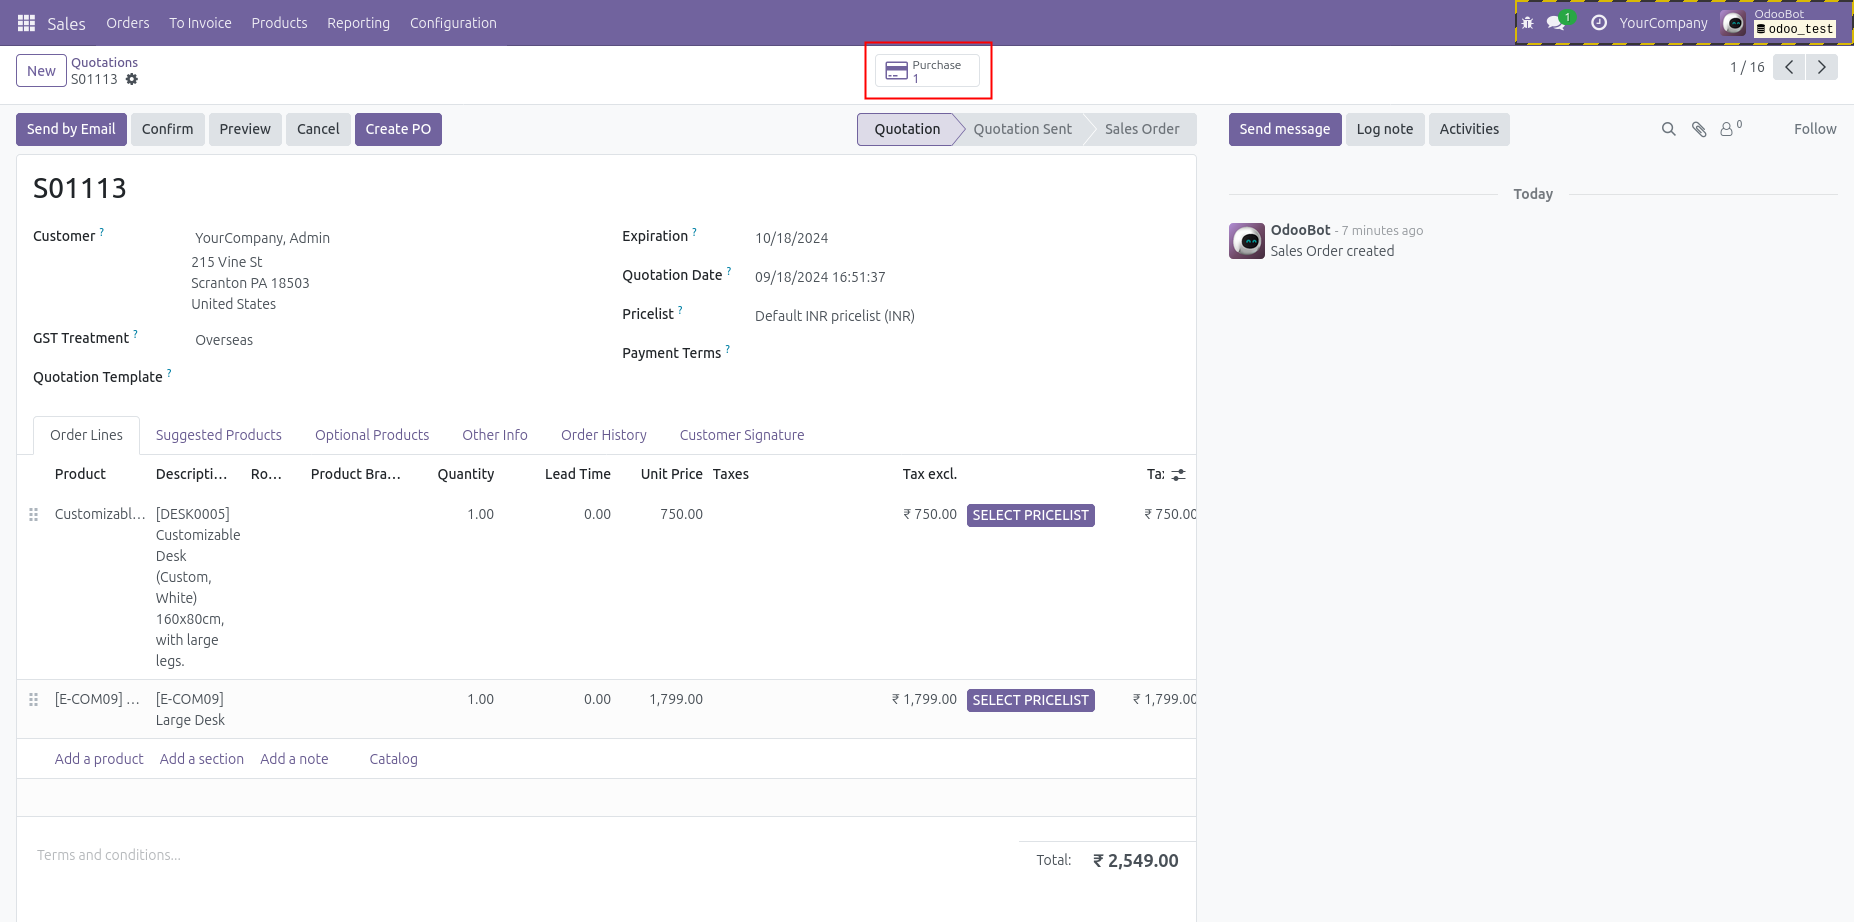 Sales Orders To Invoice Products Reporting Configuration
1 YourCompany OdooBot
odoo_test
New Quotations
S01113
Purchase
1
1 / 16
Send by Email Confirm Preview Cancel Create PO Quotation Quotation Sent Sales Order
Send message Log note Activities 0 Follow
S01113
Customer ? YourCompany, Admin
215 Vine St
Scranton PA 18503
United States
GST Treatment ? Overseas
Quotation Template ?
Expiration ? 10/18/2024
Quotation Date ? 09/18/2024 16:51:37
Pricelist ? Default INR pricelist (INR)
Payment Terms ?
Today
OdooBot - 7 minutes ago
Sales Order created
Order Lines Suggested Products Optional Products Other Info Order History Customer Signature
Product Descripti... Ro... Product Bra... Quantity Lead Time Unit Price Taxes Tax excl. Tax
Customizabl... [DESK0005] 1.00 0.00 750.00 ₹ 750.00 SELECT PRICELIST ₹ 750.00
Customizable
Desk
(Custom,
White)
160x80cm,
with large
legs.
[E-COM09] ... [E-COM09] 1.00 0.00 1,799.00 ₹ 1,799.00 SELECT PRICELIST ₹ 1,799.00
Large Desk
Add a product Add a section Add a note Catalog
Terms and conditions...
Total: ₹ 2,549.00